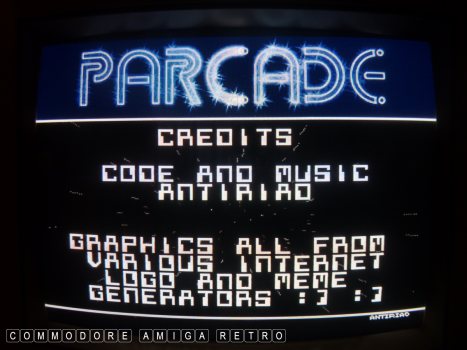 PARCADE
CREDITS
CODE AND MUSIC
ANTIRIAD
GRAPHICS ALL FROM
VARIOUS INTERNET
LOGO AND MEME
GENERATORS :] :]
ANTIRIAD
COMMODORE AMIGA RETRO